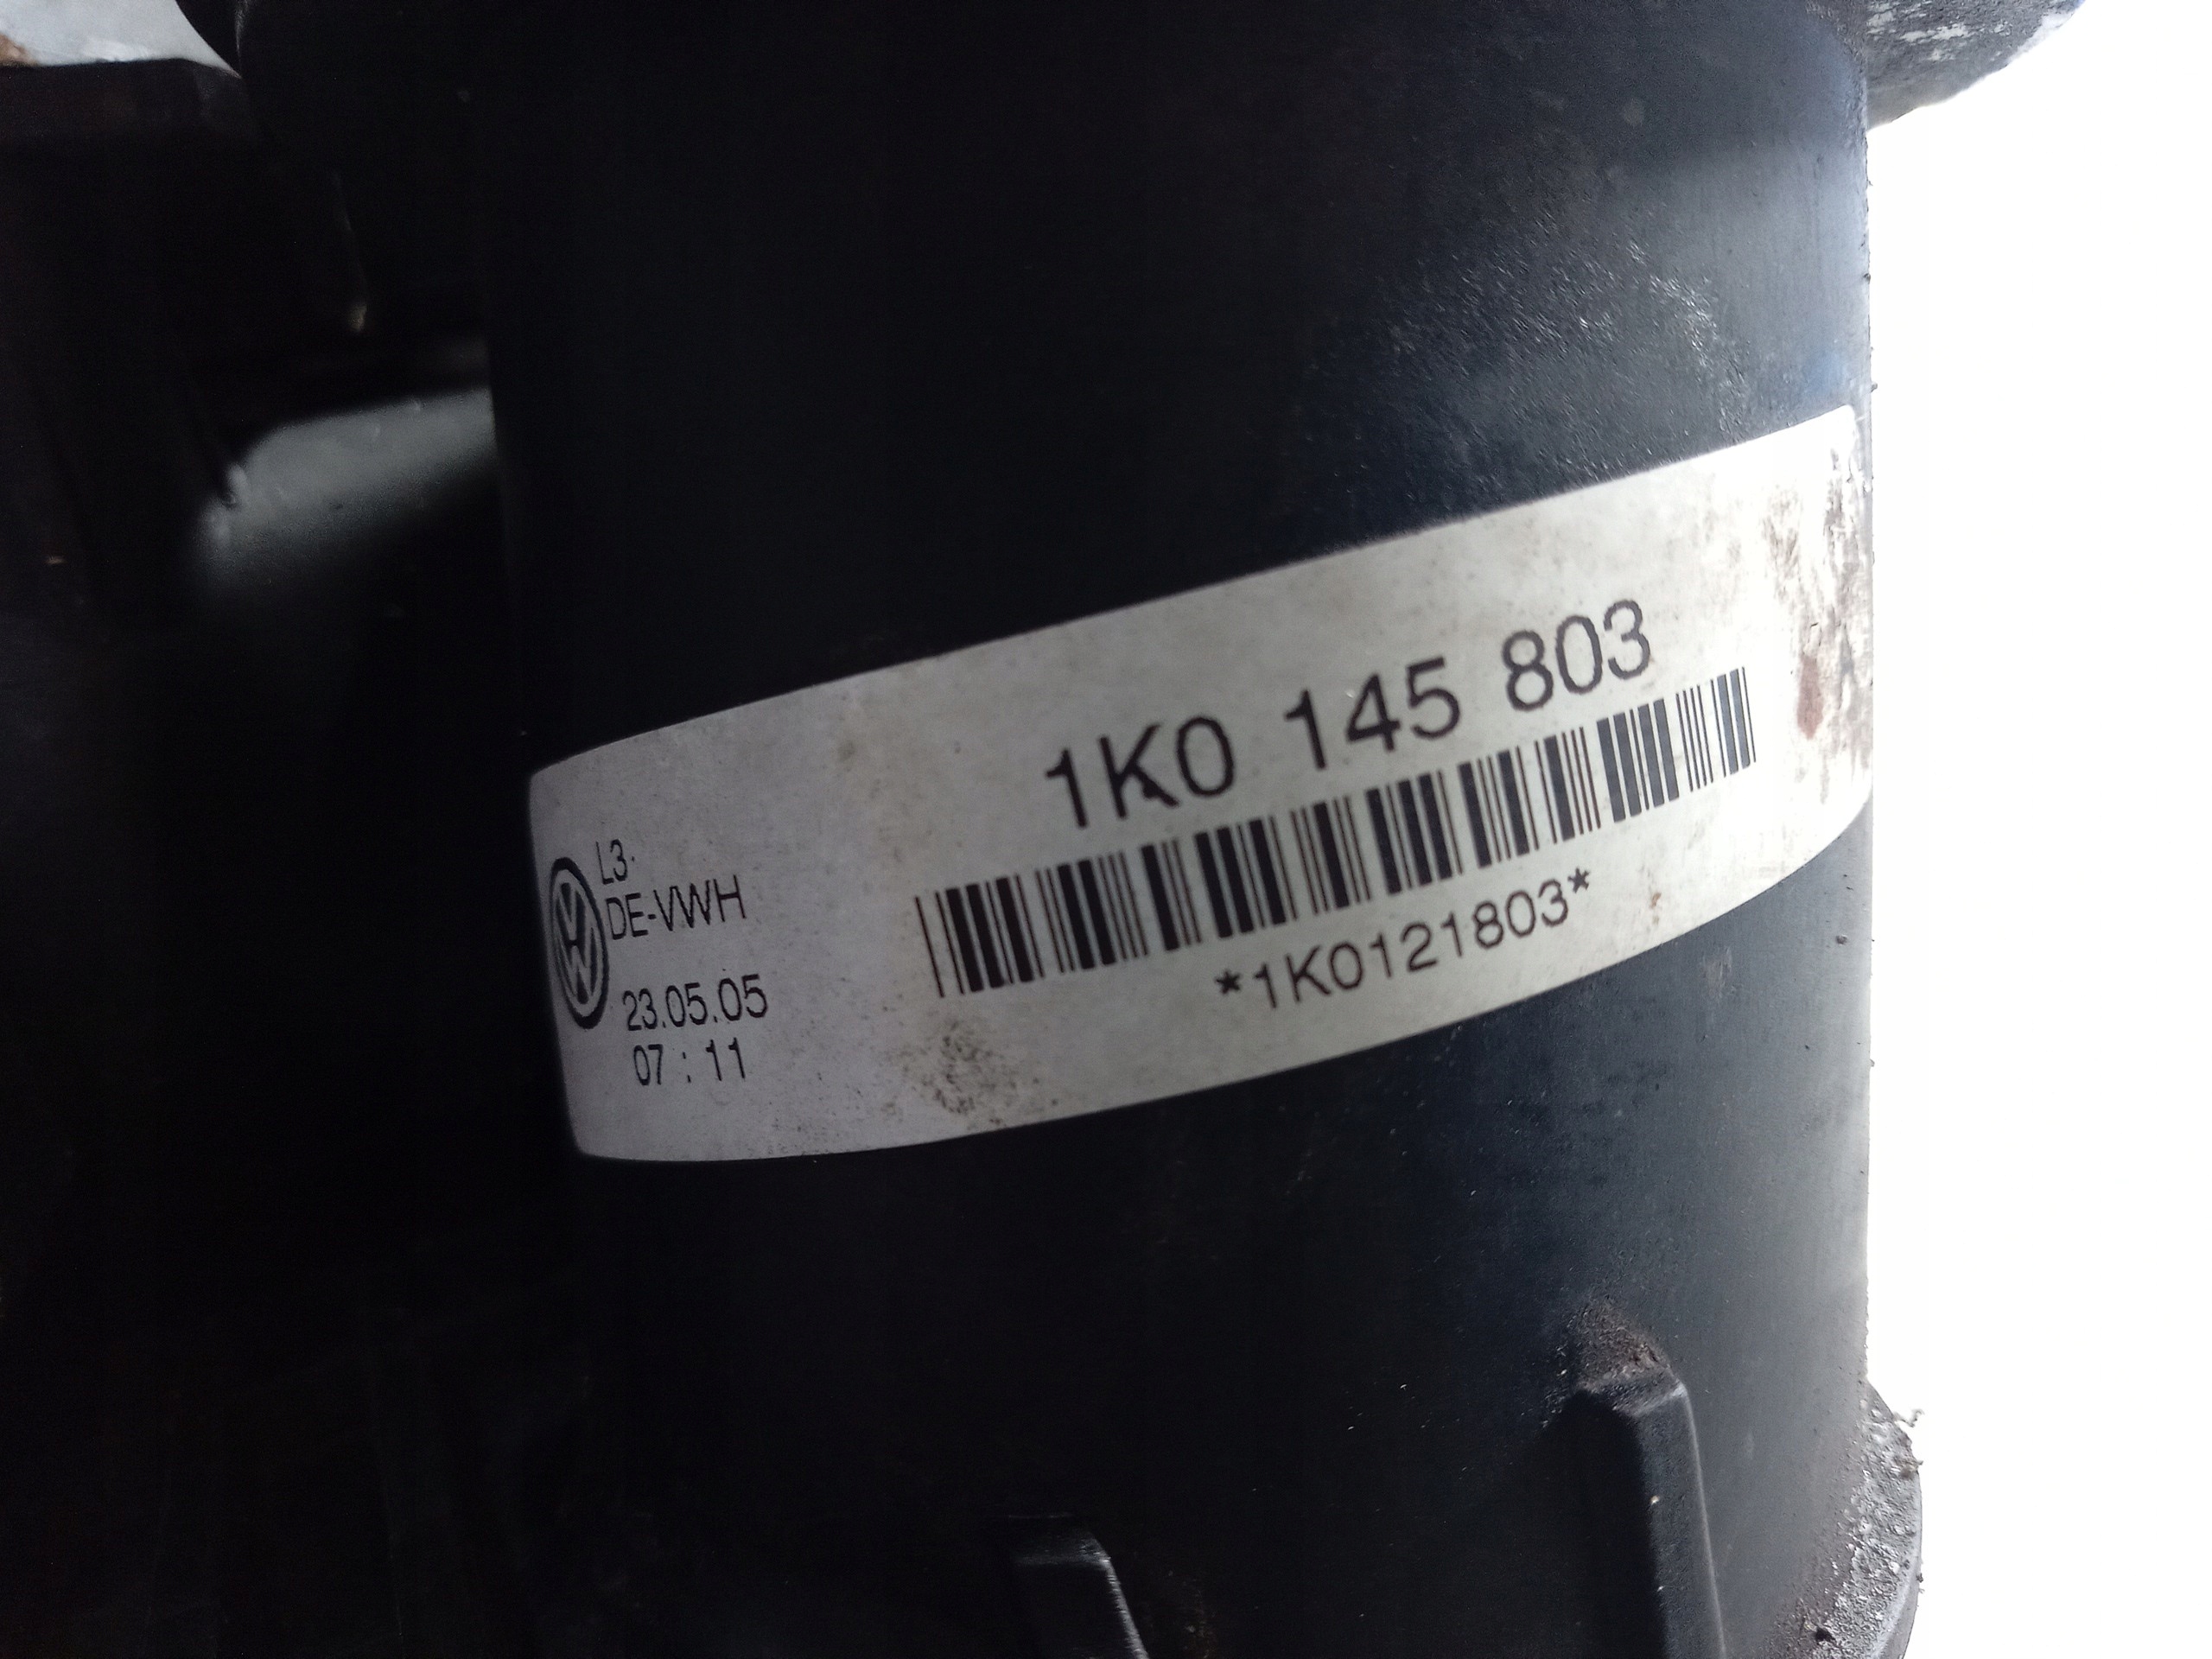 1K0 145 803
*1K0121803*
L3.
DE-VWH
23.05.05
07 : 11